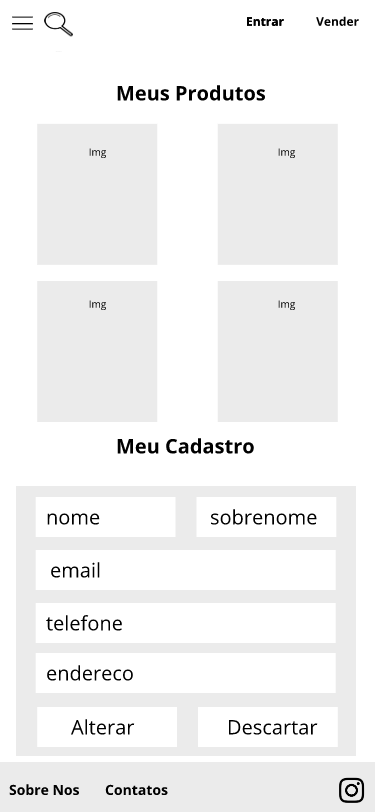 Entrar Vender
Meus Produtos
Img Img
Img Img
Meu Cadastro
nome sobrenome
email
telefone
endereco
Alterar Descartar
Sobre Nos Contatos